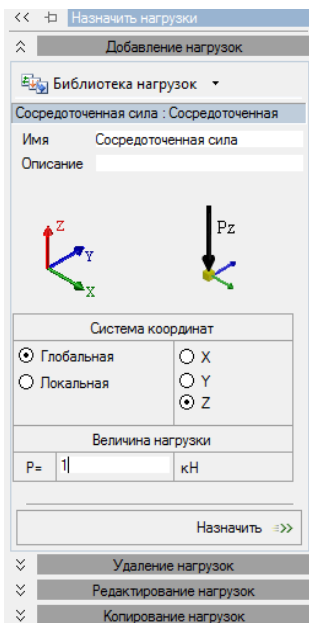 << Назначить нагрузки
Добавление нагрузок
Библиотека нагрузок
Сосредоточенная сила : Сосредоточенная
Имя Сосредоточенная сила
Описание
Z
Y
X
Pz
Система координат
Глобальная X
Локальная Y
Z
Величина нагрузки
P= 1 кН
Назначить
Удаление нагрузок
Редактирование нагрузок
Копирование нагрузок